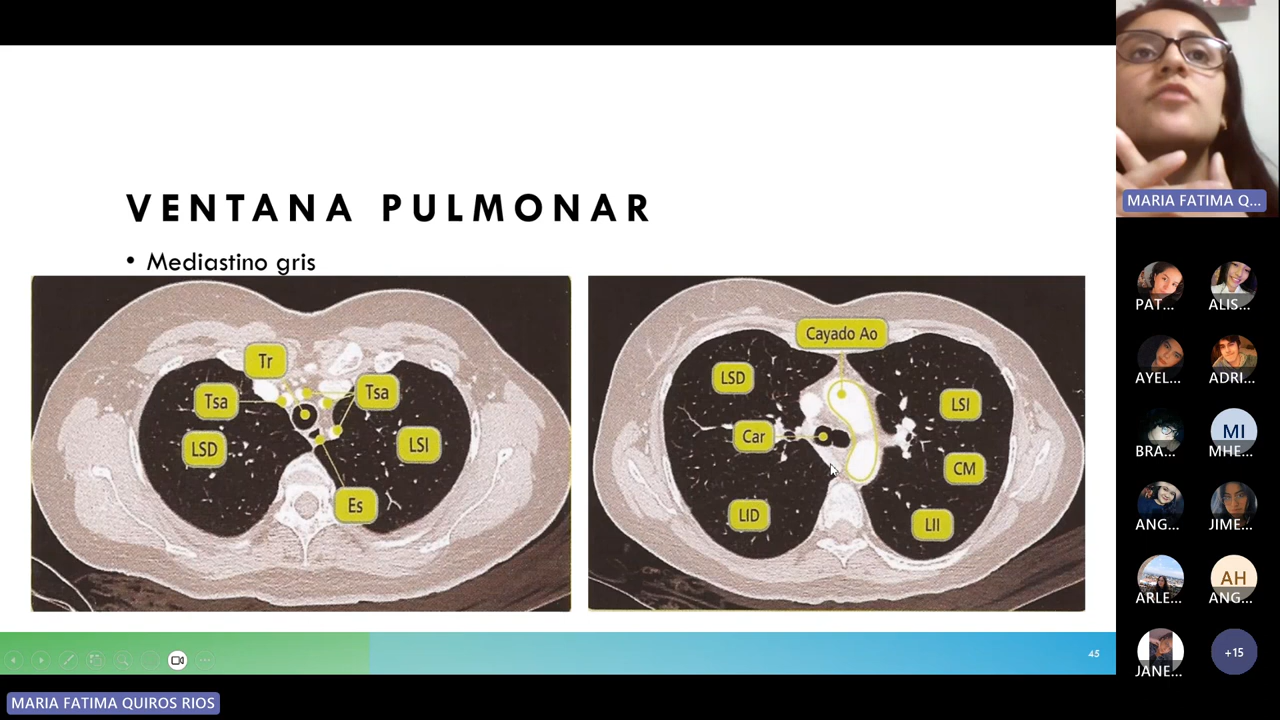 VENTANA PULMONAR
• Mediastino gris
Tr
Tsa
Tsa
LSD
LSI
Es
Cayado Ao
LSD
LSI
Car
CM
LID
LII
45
MARIA FATIMA Q...
PAT...
ALIS...
AYEL...
ADRI...
MI
BRA...
MHE...
ANG...
JIME...
AH
ARLE...
ANG...
+15
JANE...
MARIA FATIMA QUIROS RIOS